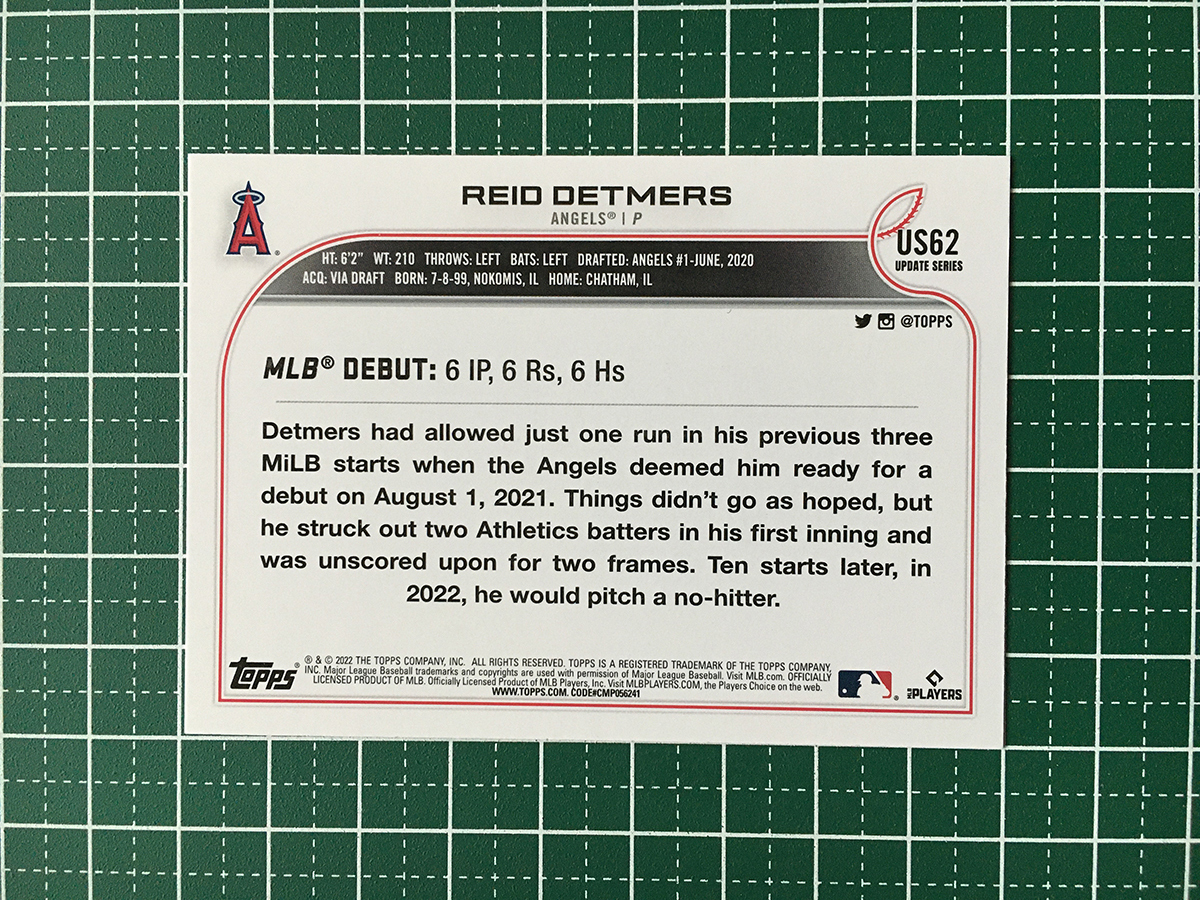 REID DETMERS
ANGELS® | P
A
US62
UPDATE SERIES
HT: 6'2" WT: 210 THROWS: LEFT BATS: LEFT DRAFTED: ANGELS #1-JUNE, 2020
ACQ: VIA DRAFT BORN: 7-8-99, NOKOMIS, IL HOME: CHATHAM, IL
@TOPPS
MLB® DEBUT: 6 IP, 6 Rs, 6 Hs
Detmers had allowed just one run in his previous three
MiLB starts when the Angels deemed him ready for a
debut on August 1, 2021. Things didn't go as hoped, but
he struck out two Athletics batters in his first inning and
was unscored upon for two frames. Ten starts later, in
2022, he would pitch a no-hitter.
topps®
® & © 2022 THE TOPPS COMPANY, INC. ALL RIGHTS RESERVED. TOPPS IS A REGISTERED TRADEMARK OF THE TOPPS COMPANY,
INC. Major League Baseball trademarks and copyrights are used with permission of Major League Baseball. Visit MLB.com. OFFICIALLY
LICENSED PRODUCT OF MLB. Officially Licensed Product of MLB Players, Inc. Visit MLBPLAYERS.COM, the Players Choice on the web.
WWW.TOPPS.COM. CODE#CMP056241
MLB PLAYERS